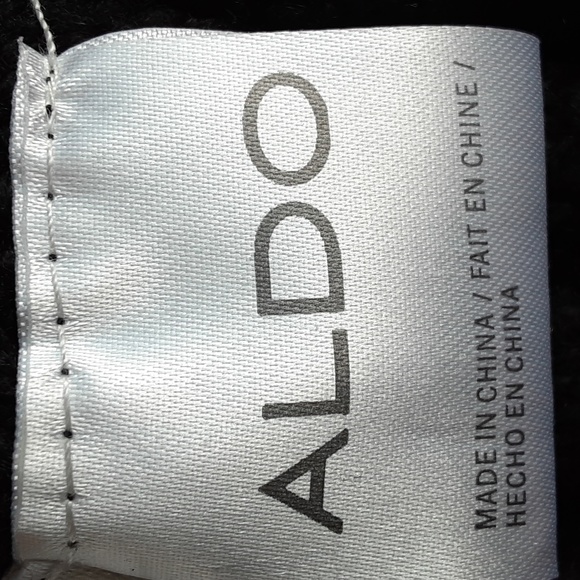 ALDO
MADE IN CHINA / FAIT EN CHINE /
HECHO EN CHINA